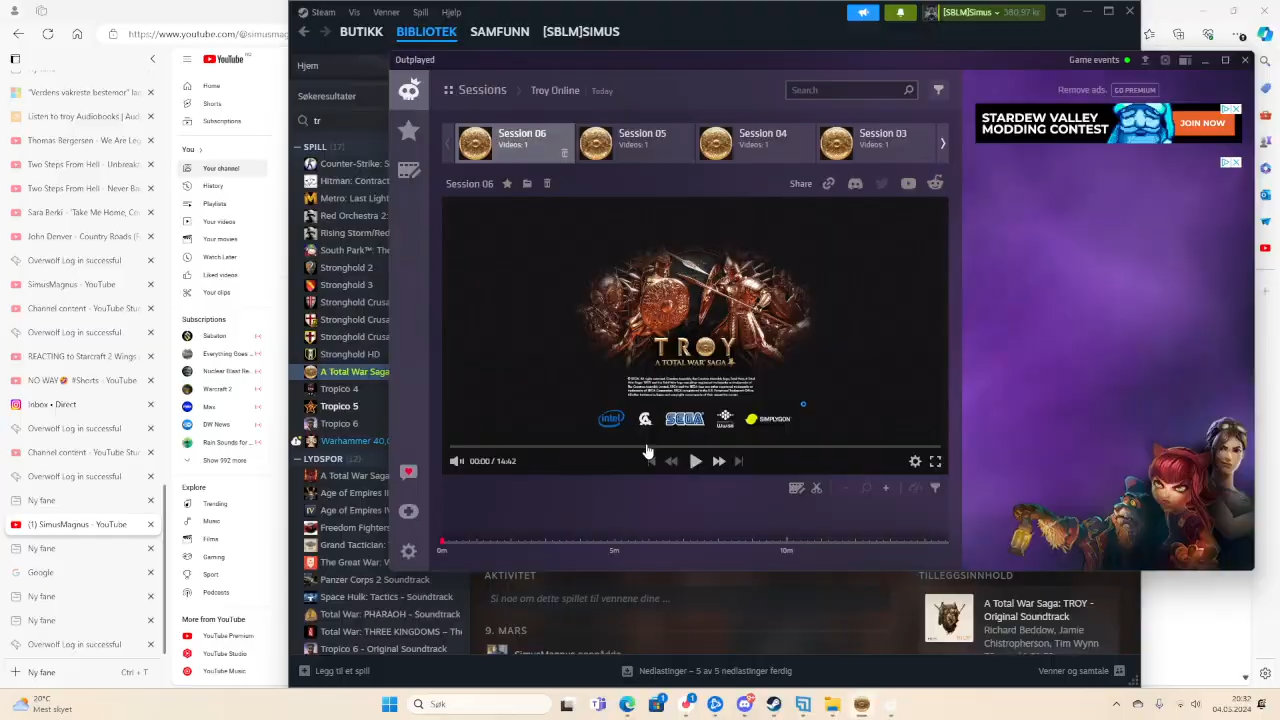 Steam Vis Venner Spill Hjelp
[SBLM]Simus 380,97 kr
https://www.youtube.com/@simusmag
BUTIKK BIBLIOTEK SAMFUNN [SBLM]SIMUS
Hjem
Søkeresultater
tr
"Verdens vakreste bestemor"
Listen to troy Audiobooks | Aud
Thomas Bergersen - We Are Leg
Two Steps From Hell - Unbreak
Two Steps From Hell - Never Ba
Sara Berki - Take Me Home, Co
John Denver - Country Roads (F
Overwolf Log in successful
SimusMagnus - YouTube
Channel content - YouTube Stu
Overwolf Log in successful
REACTING to Starcraft 2 Wings
#Shorts - YouTube
Inbox • Direct
Channel content - YouTube Stu
Channel content - YouTube Stu
Overwolf Log in successful
Ny fane
(1) SimusMagnus - YouTube
Ny fane
Google
Ny fane
Ny fane
SimusMagnus - YouTube
Ctrl
YouTube
Home
Shorts
Subscriptions
You
Your channel
History
Playlists
Your videos
Your movies
Watch Later
Liked videos
Your clips
Subscriptions
Sabaton
Everything Goes ...
Nuclear Blast Re..
Warcraft 2
Max
DW News
Rain Sounds for ...
Show 992 more
Explore
Trending
Music
Films
Gaming
Sport
Podcasts
More from YouTube
YouTube Premium
YouTube Studio
YouTube Music
SPILL (17)
Counter-Strike: S
Hitman: Contract
Metro: Last Light
Red Orchestra 2:
Rising Storm/Red
South Park™: The
Stronghold 2
Stronghold 3
Stronghold Crusa
Stronghold Crusa
Stronghold Crusa
Stronghold HD
A Total War Saga
Tropico 4
Tropico 5
Tropico 6
Warhammer 40,0
LYDSPOR (12)
A Total War Saga
Age of Empires II
Age of Empires IV
Freedom Fighters
Grand Tactician:
The Great War:
Panzer Corps 2 Soundtrack
Space Hulk: Tactics - Soundtrack
Total War: PHARAOH - Soundtrack
Total War: THREE KINGDOMS – The
Tropico 6 - Original Soundtrack
Legg til et spill
Outplayed
Game events
Sessions Troy Online Today
Search
Remove ads. GO PREMIUM
Session 06
Videos: 1
Session 05
Videos: 1
Session 04
Videos: 1
Session 03
Videos: 1
Session 06
Share
STARDEW VALLEY
MODDING CONTEST
JOIN NOW
TROY
A TOTAL WAR SAGA
intel
SEGA
Wwise
SIMPLYGON
00:00 / 14:42
0m 5m 10m
AKTIVITET
Si noe om dette spillet til vennene dine ...
9. MARS
TILLEGGSINNHOLD
A Total War Saga: TROY -
Original Soundtrack
Richard Beddow, Jamie
Christopherson, Tim Wynn
Nedlastinger – 5 av 5 nedlastinger ferdig
Venner og samtale
2°C
Mest skyet
Søk
20:32
04.03.2024